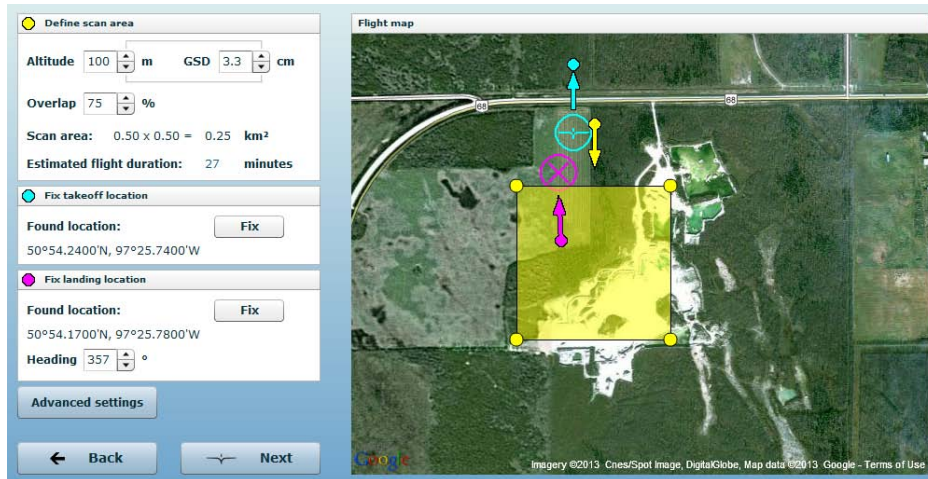 Define scan area
Altitude 100 m GSD 3.3 cm
Overlap 75 %
Scan area: 0.50 x 0.50 = 0.25 km²
Estimated flight duration: 27 minutes
Fix takeoff location
Found location: Fix
50°54.2400'N, 97°25.7400'W
Fix landing location
Found location: Fix
50°54.1700'N, 97°25.7800'W
Heading 357 °
Advanced settings
Back Next
Flight map
68
68
Google
Imagery ©2013 Cnes/Spot Image, DigitalGlobe, Map data ©2013 Google - Terms of Use